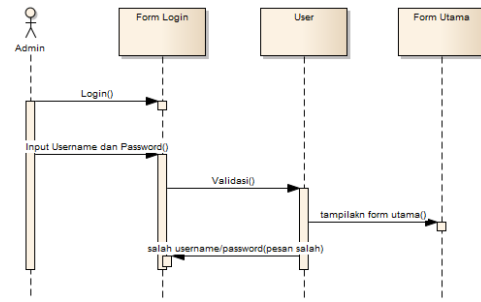 Admin
Form Login
User
Form Utama
Login()
Input Username dan Password()
Validasi()
tampilakn form utama()
salah username/password(pesan salah)